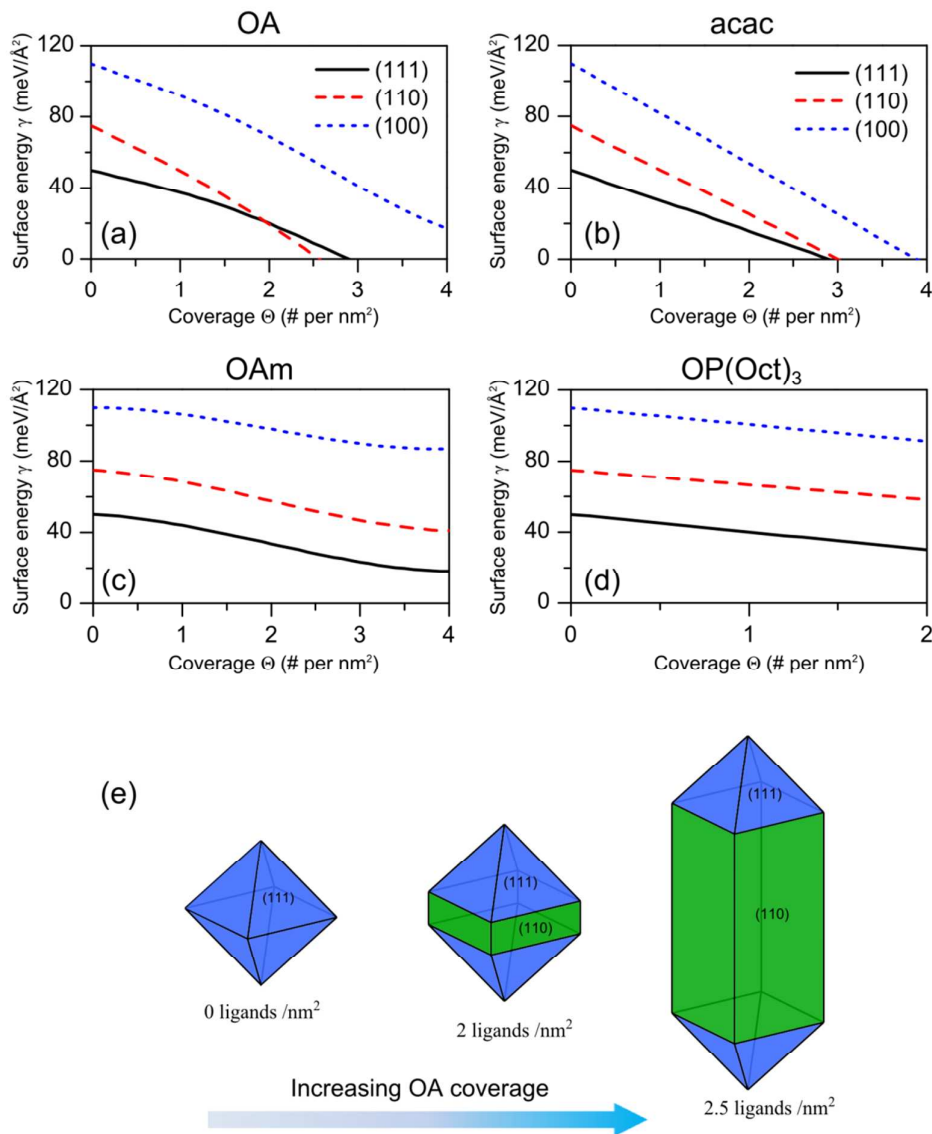 OA
120
80
40
0
Surface energy γ (meV/Å²)
(111)
(110)
(100)
(a)
0 1 2 3 4
Coverage Θ (# per nm²)
acac
120
80
40
0
Surface energy γ (meV/Å²)
(111)
(110)
(100)
(b)
0 1 2 3 4
Coverage Θ (# per nm²)
OAm
120
80
40
0
Surface energy γ (meV/Å²)
(c)
0 1 2 3 4
Coverage Θ (# per nm²)
OP(Oct)₃
120
80
40
0
Surface energy γ (meV/Å²)
(d)
0 1 2
Coverage Θ (# per nm²)
(e)
(111)
0 ligands /nm²
(111)
(110)
2 ligands /nm²
(111)
(110)
2.5 ligands /nm²
Increasing OA coverage